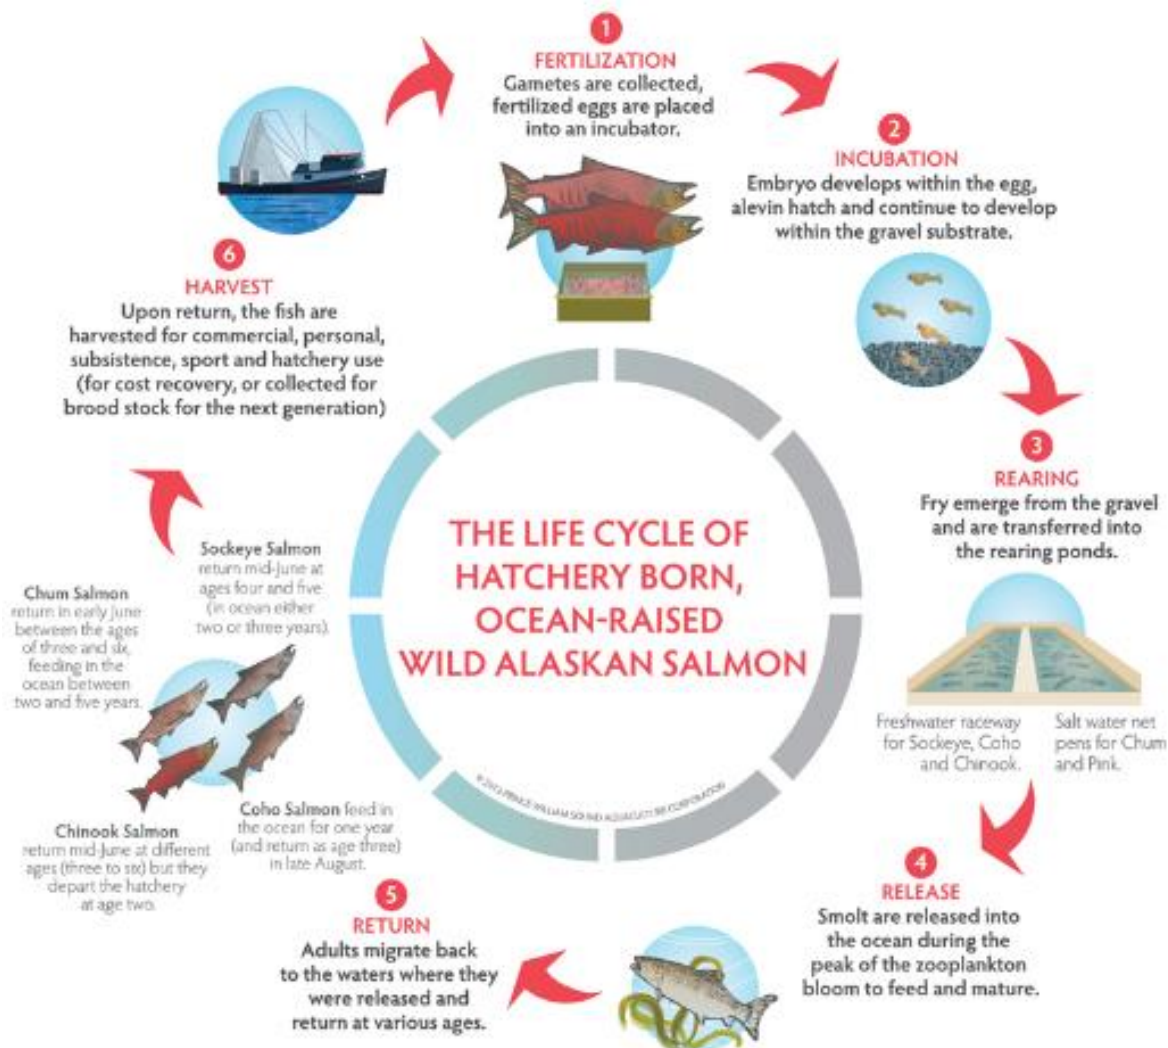 1
FERTILIZATION
Gametes are collected,
fertilized eggs are placed
into an incubator.
2
INCUBATION
Embryo develops within the egg,
alevin hatch and continue to develop
within the gravel substrate.
3
REARING
Fry emerge from the gravel
and are transferred into
the rearing ponds.
Freshwater raceway
for Sockeye, Coho
and Chinook.
Salt water net
pens for Chum
and Pink.
4
RELEASE
Smolt are released into
the ocean during the
peak of the zooplankton
bloom to feed and mature.
5
RETURN
Adults migrate back
to the waters where they
were released and
return at various ages.
Coho Salmon feed in
the ocean for one year
(and return as age three)
in late August.
Chinook Salmon
return mid-June at different
ages (three to six) but they
depart the hatchery
at age two.
Chum Salmon
return in early June
between the ages
of three and six,
feeding in the
ocean between
two and five years.
Sockeye Salmon
return mid-June at
ages four and five
(in ocean either
two or three years).
6
HARVEST
Upon return, the fish are
harvested for commercial, personal,
subsistence, sport and hatchery use
(for cost recovery, or collected for
brood stock for the next generation)
THE LIFE CYCLE OF
HATCHERY BORN,
OCEAN-RAISED
WILD ALASKAN SALMON
PRINCE WILLIAM SOUND AQUACULTURE CORPORATION